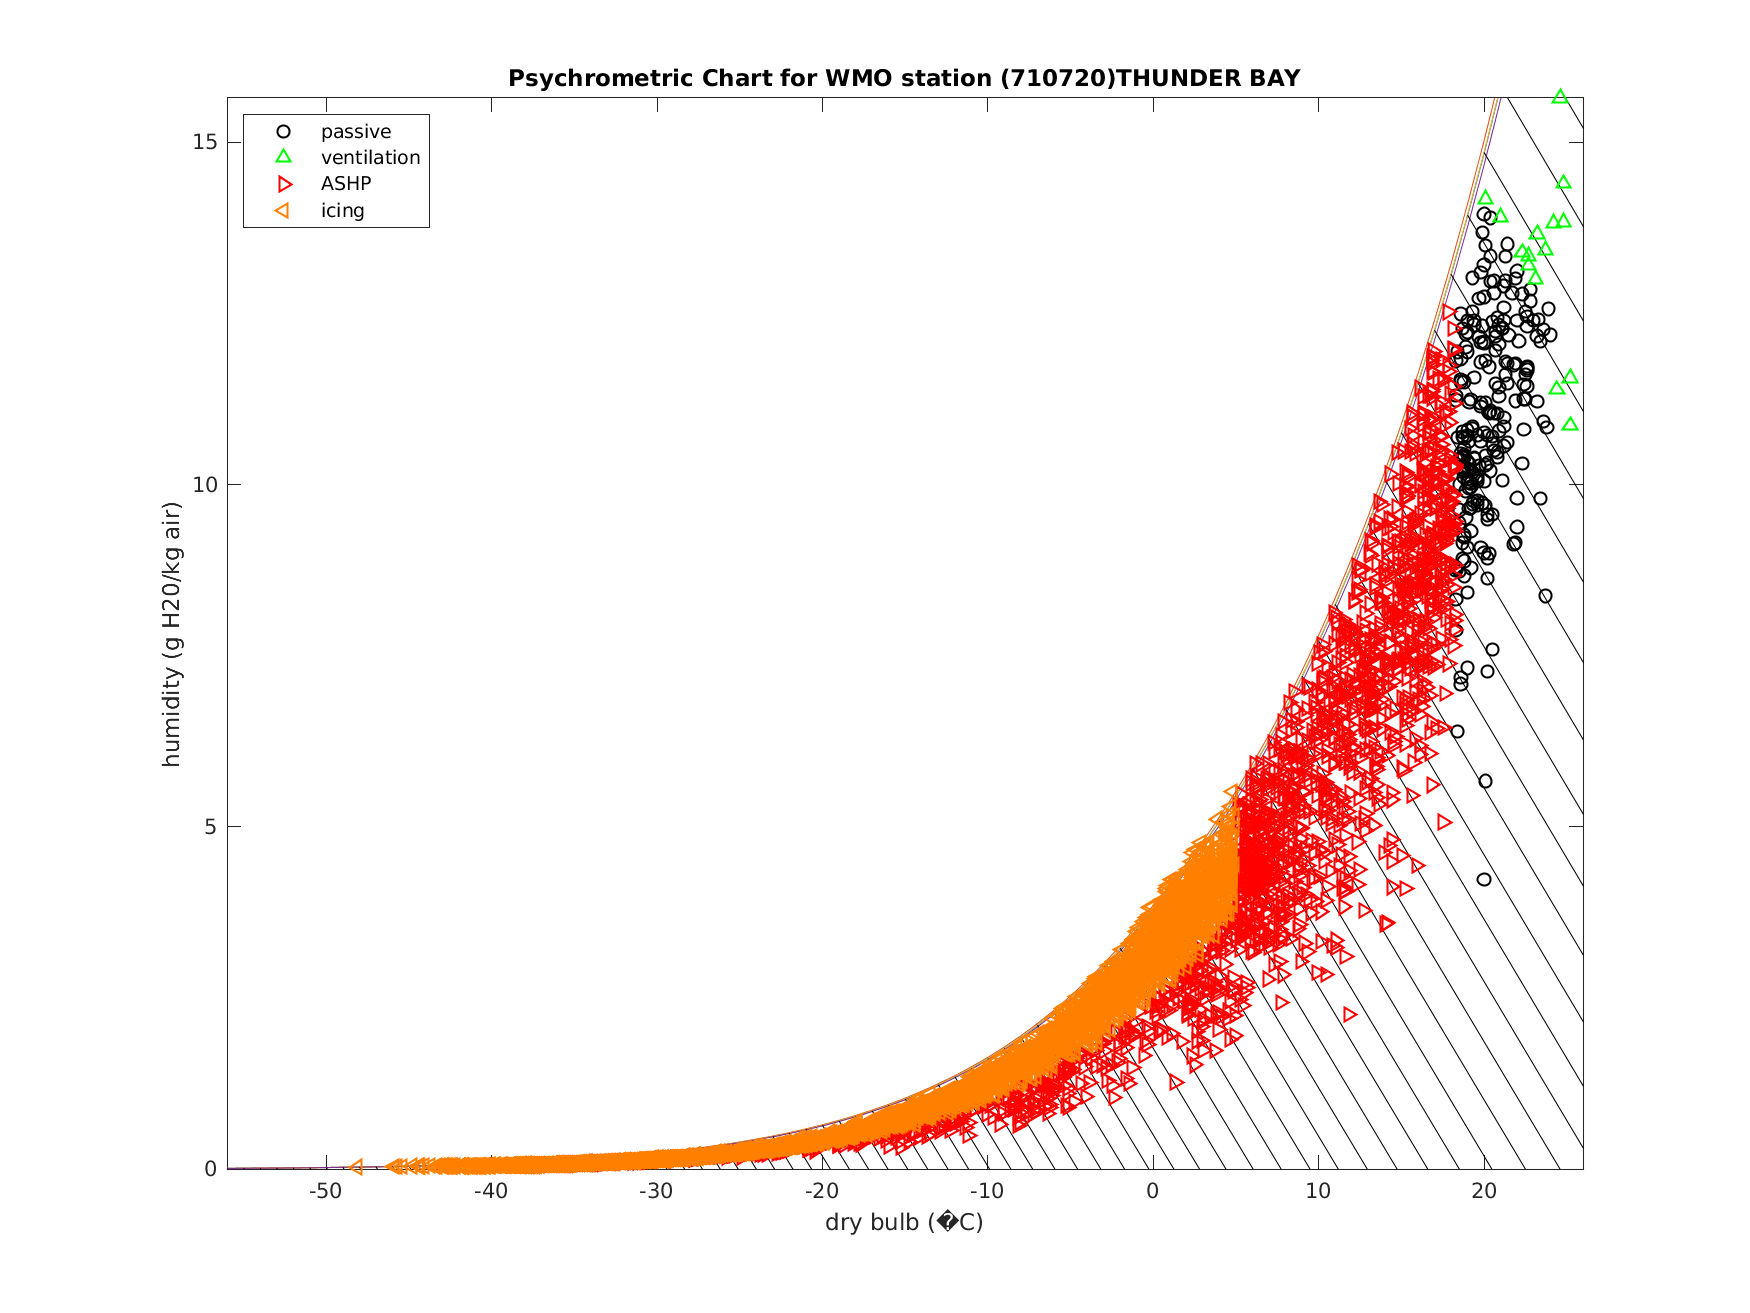 Psychrometric Chart for WMO station (710720)THUNDER BAY
passive
ventilation
ASHP
icing
15
10
5
0
humidity (g H20/kg air)
-50 -40 -30 -20 -10 0 10 20
dry bulb (�C)